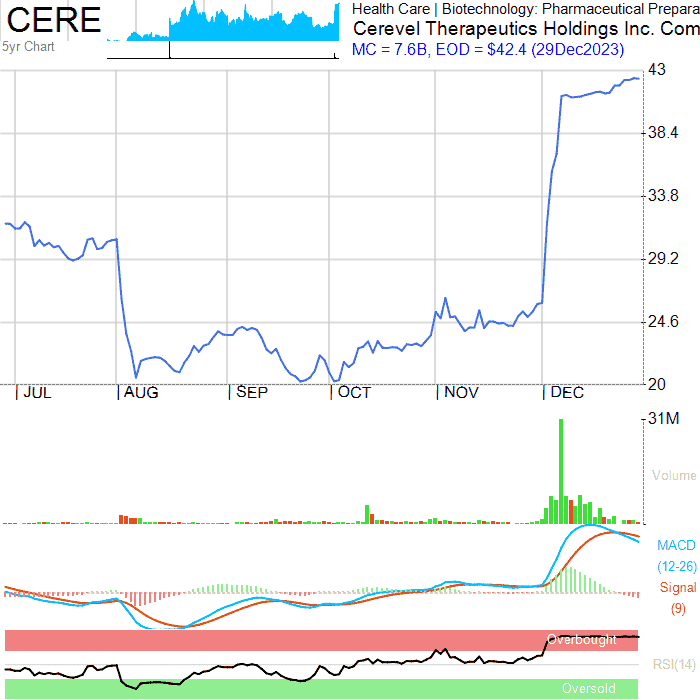 CERE
5yr Chart
Health Care | Biotechnology: Pharmaceutical Prepara
Cerevel Therapeutics Holdings Inc. Com
MC = 7.6B, EOD = $42.4 (29Dec2023)
43
38.4
33.8
29.2
24.6
20
JUL AUG SEP OCT NOV DEC
31M
Volume
MACD
(12-26)
Signal
(9)
Overbought
RSI(14)
Oversold